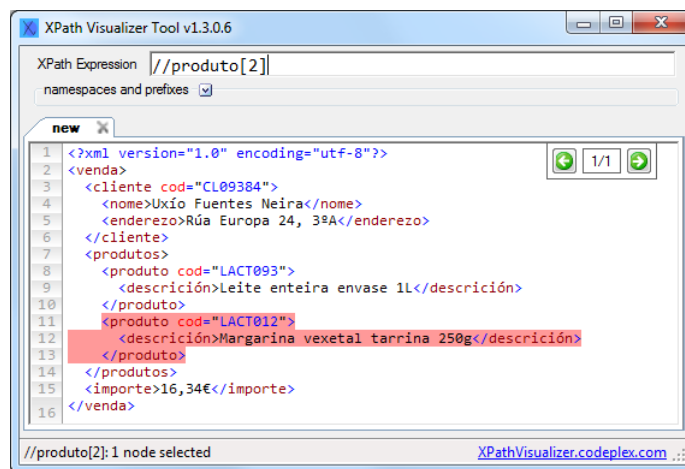 XPath Visualizer Tool v1.3.0.6
XPath Expression //produto[2]
namespaces and prefixes
new
1/1
1 <?xml version="1.0" encoding="utf-8"?>
2 <venda>
3 <cliente cod="CL09384">
4 <nome>Uxío Fuentes Neira</nome>
5 <enderezo>Rúa Europa 24, 3ºA</enderezo>
6 </cliente>
7 <produtos>
8 <produto cod="LACT093">
9 <descrición>Leite enteira envase 1L</descrición>
10 </produto>
11 <produto cod="LACT012">
12 <descrición>Margarina vexetal tarrina 250g</descrición>
13 </produto>
14 </produtos>
15 <importe>16,34€</importe>
16 </venda>
//produto[2]: 1 node selected
XPathVisualizer.codeplex.com